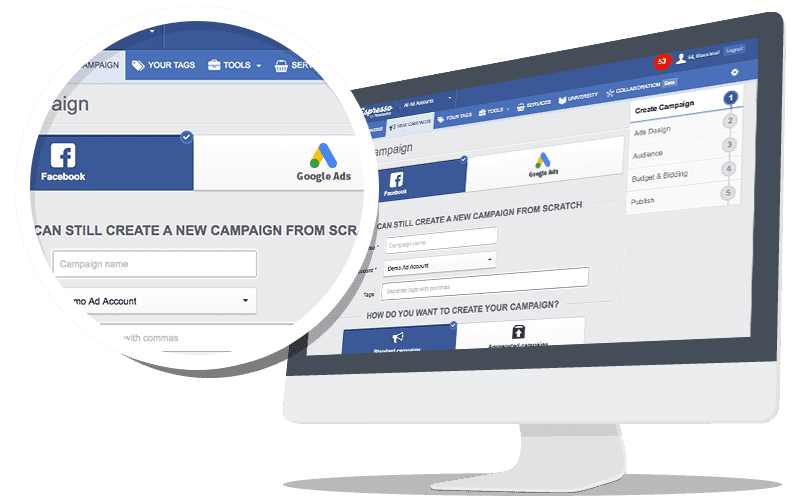 CAMPAIGN
YOUR TAGS
TOOLS
SERV
aign
Facebook
Google Ads
CAN STILL CREATE A NEW CAMPAIGN FROM SCRA
Campaign name
mo Ad Account
with commas
53
Logout
spresso
All Ad Accounts
NEW CAMPAIGN
YOUR TAGS
TOOLS
SERVICES
UNIVERSITY
COLLABORATION
ampaign
Facebook
Google Ads
CAN STILL CREATE A NEW CAMPAIGN FROM SCRATCH
Campaign name
Demo Ad Account
Tags
Separate tags with commas
HOW DO YOU WANT TO CREATE YOUR CAMPAIGN?
Standard campaign
Create Campaign 1
Ads Design 2
Audience 3
Budget & Bidding 4
Publish 5